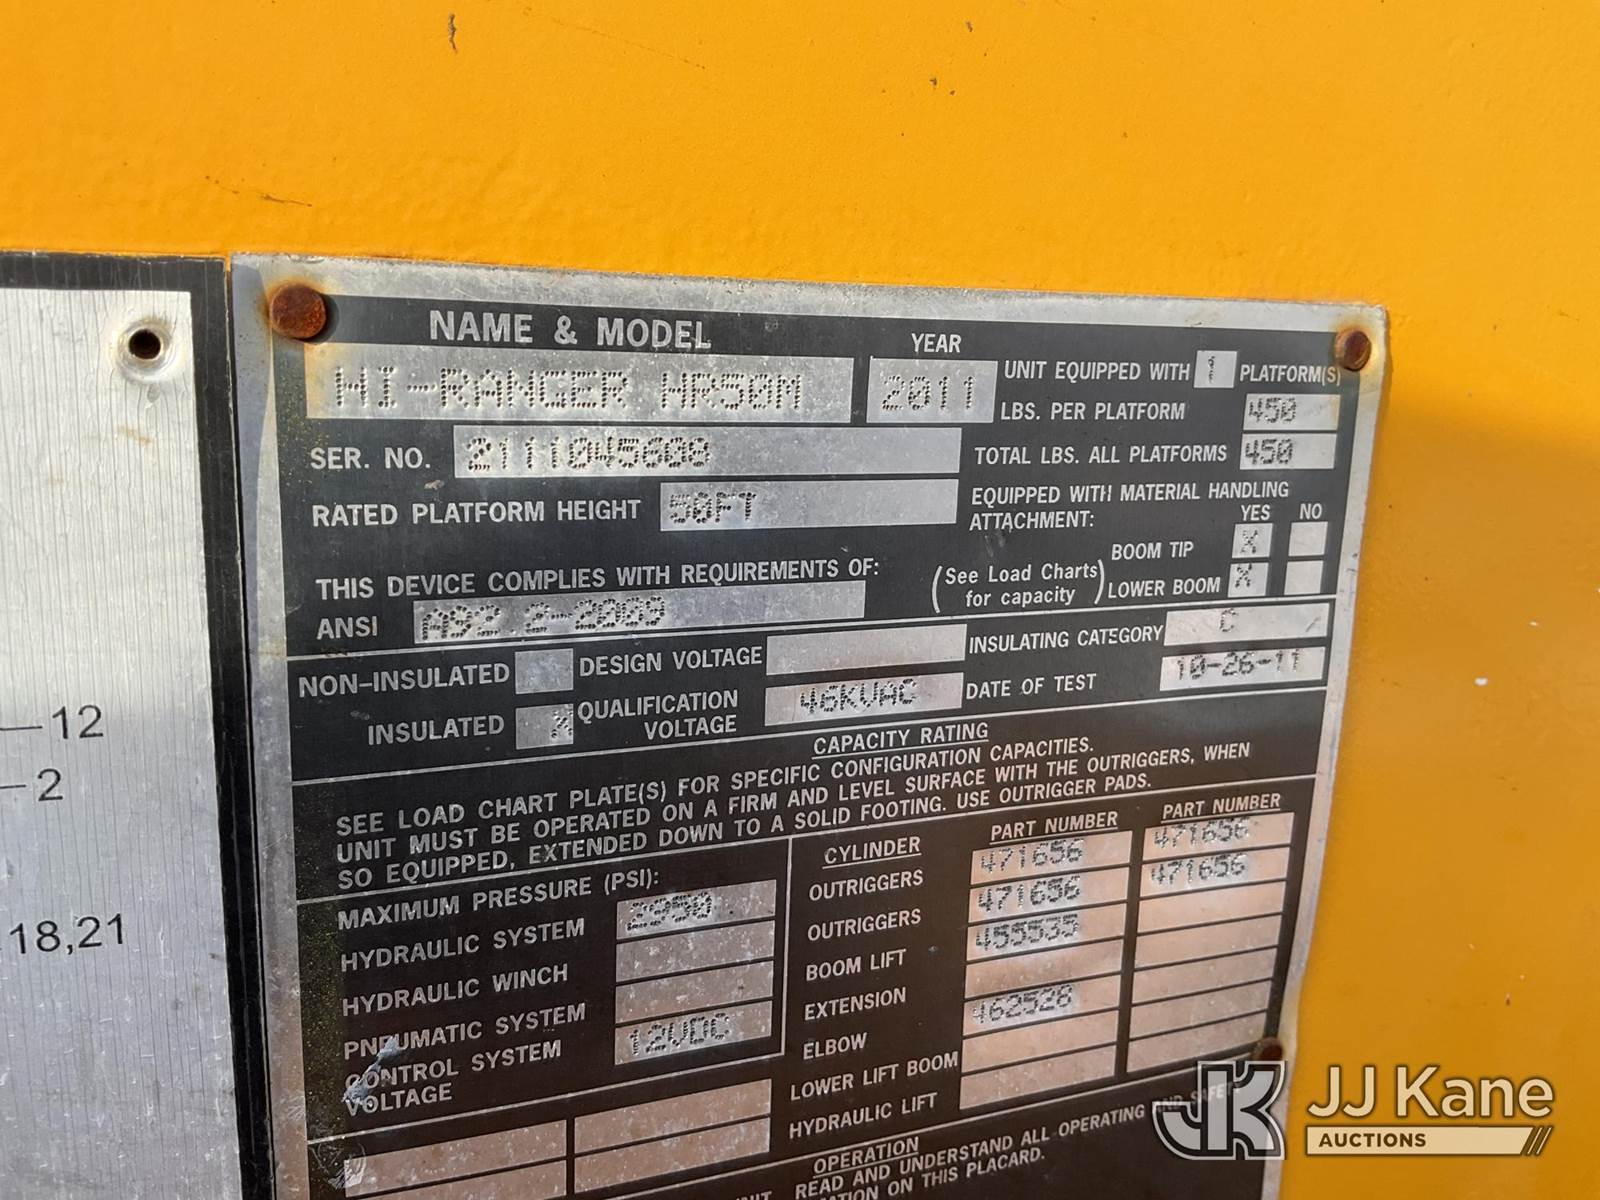 NAME & MODEL
HI-RANGER HR50M
YEAR
2011
UNIT EQUIPPED WITH 1 PLATFORM(S)
LBS. PER PLATFORM 450
SER. NO. 2111045608
TOTAL LBS. ALL PLATFORMS 450
RATED PLATFORM HEIGHT 50FT
EQUIPPED WITH MATERIAL HANDLING
ATTACHMENT: YES NO
BOOM TIP X
(See Load Charts
for capacity) LOWER BOOM X
THIS DEVICE COMPLIES WITH REQUIREMENTS OF:
ANSI A92.2-2009
NON-INSULATED
DESIGN VOLTAGE
INSULATING CATEGORY C
INSULATED X
QUALIFICATION
VOLTAGE 46KVAC
DATE OF TEST 10-26-11
CAPACITY RATING
SEE LOAD CHART PLATE(S) FOR SPECIFIC CONFIGURATION CAPACITIES.
UNIT MUST BE OPERATED ON A FIRM AND LEVEL SURFACE WITH THE OUTRIGGERS, WHEN
SO EQUIPPED, EXTENDED DOWN TO A SOLID FOOTING. USE OUTRIGGER PADS.
MAXIMUM PRESSURE (PSI):
HYDRAULIC SYSTEM 2950
HYDRAULIC WINCH
PNEUMATIC SYSTEM
CONTROL SYSTEM
VOLTAGE 12VDC
CYLINDER PART NUMBER PART NUMBER
OUTRIGGERS 471656 471656
OUTRIGGERS 471656 471656
BOOM LIFT 455535
EXTENSION
ELBOW 462528
LOWER LIFT BOOM
HYDRAULIC LIFT
OPERATION
READ AND UNDERSTAND ALL OPERATING AND SAFETY
ON THIS PLACARD.
—12
—2
18,21
JK
JJ Kane
AUCTIONS